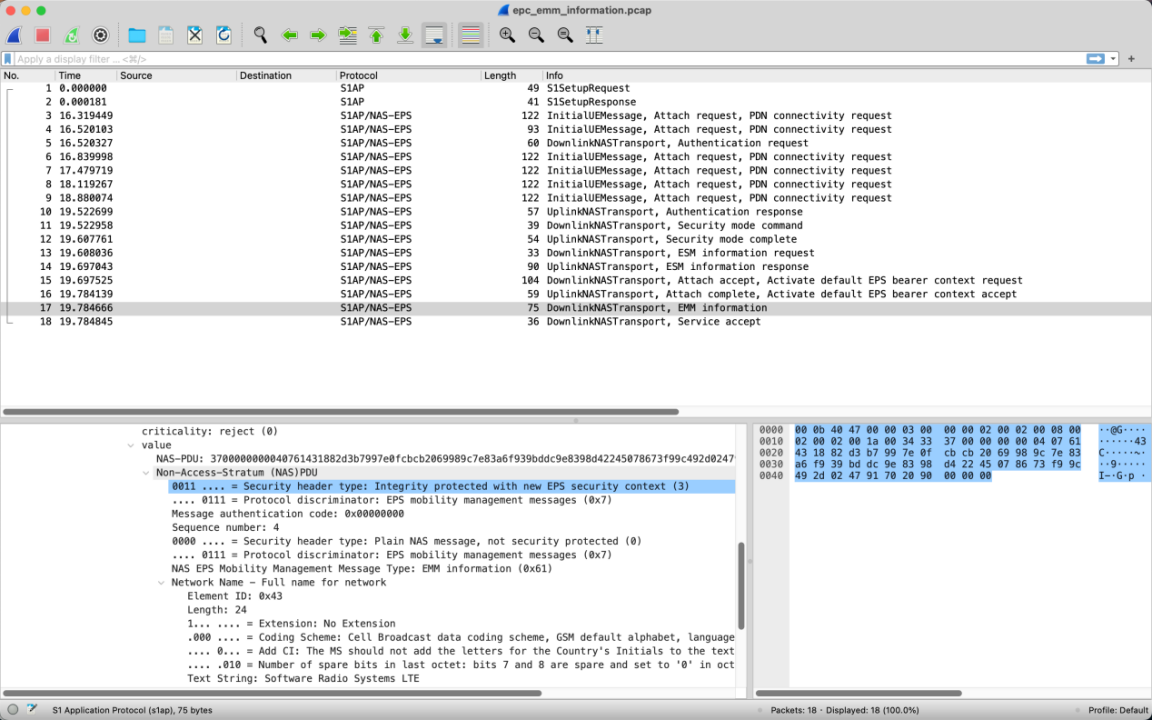 epc_emm_information.pcap
Apply a display filter ... <⌘/>
No. Time Source Destination Protocol Length Info
1 0.000000 S1AP 49 S1SetupRequest
2 0.000181 S1AP 41 S1SetupResponse
3 16.319449 S1AP/NAS-EPS 122 InitialUEMessage, Attach request, PDN connectivity request
4 16.520103 S1AP/NAS-EPS 93 InitialUEMessage, Attach request, PDN connectivity request
5 16.520327 S1AP/NAS-EPS 60 DownlinkNASTransport, Authentication request
6 16.839998 S1AP/NAS-EPS 122 InitialUEMessage, Attach request, PDN connectivity request
7 17.479719 S1AP/NAS-EPS 122 InitialUEMessage, Attach request, PDN connectivity request
8 18.119267 S1AP/NAS-EPS 122 InitialUEMessage, Attach request, PDN connectivity request
9 18.880074 S1AP/NAS-EPS 122 InitialUEMessage, Attach request, PDN connectivity request
10 19.522699 S1AP/NAS-EPS 57 UplinkNASTransport, Authentication response
11 19.522958 S1AP/NAS-EPS 39 DownlinkNASTransport, Security mode command
12 19.607761 S1AP/NAS-EPS 54 UplinkNASTransport, Security mode complete
13 19.608036 S1AP/NAS-EPS 33 DownlinkNASTransport, ESM information request
14 19.697043 S1AP/NAS-EPS 90 UplinkNASTransport, ESM information response
15 19.697525 S1AP/NAS-EPS 104 DownlinkNASTransport, Attach accept, Activate default EPS bearer context request
16 19.784139 S1AP/NAS-EPS 59 UplinkNASTransport, Attach complete, Activate default EPS bearer context accept
17 19.784666 S1AP/NAS-EPS 75 DownlinkNASTransport, EMM information
18 19.784845 S1AP/NAS-EPS 36 DownlinkNASTransport, Service accept
criticality: reject (0)
value
NAS-PDU: 370000000040761431882d3b7997e0fcbcb2069989c7e83a6f939bddc9e8398d42245078673f99c492d0247
Non-Access-Stratum (NAS)PDU
0011 .... = Security header type: Integrity protected with new EPS security context (3)
.... 0111 = Protocol discriminator: EPS mobility management messages (0x7)
Message authentication code: 0x00000000
Sequence number: 4
0000 .... = Security header type: Plain NAS message, not security protected (0)
.... 0111 = Protocol discriminator: EPS mobility management messages (0x7)
NAS EPS Mobility Management Message Type: EMM information (0x61)
Network Name - Full name for network
Element ID: 0x43
Length: 24
1... .... = Extension: No Extension
.000 .... = Coding Scheme: Cell Broadcast data coding scheme, GSM default alphabet, language
.... 0... = Add CI: The MS should not add the letters for the Country's Initials to the text
.... .010 = Number of spare bits in last octet: bits 7 and 8 are spare and set to '0' in oct
Text String: Software Radio Systems LTE
0000 00 0b 40 47 00 00 03 00 00 00 02 00 02 00 08 00 ··@G····
0010 02 00 02 00 1a 00 34 33 37 00 00 00 00 04 07 61 ······43
0020 43 18 82 d3 b7 99 7e 0f cb cb 20 69 98 9c 7e 83 C·····~·
0030 a6 f9 39 bd dc 9e 83 98 d4 22 45 07 86 73 f9 9c ··9·····
0040 49 2d 02 47 91 70 20 90 00 00 00 I-·G·p ·
S1 Application Protocol (s1ap), 75 bytes
Packets: 18 · Displayed: 18 (100.0%)
Profile: Default